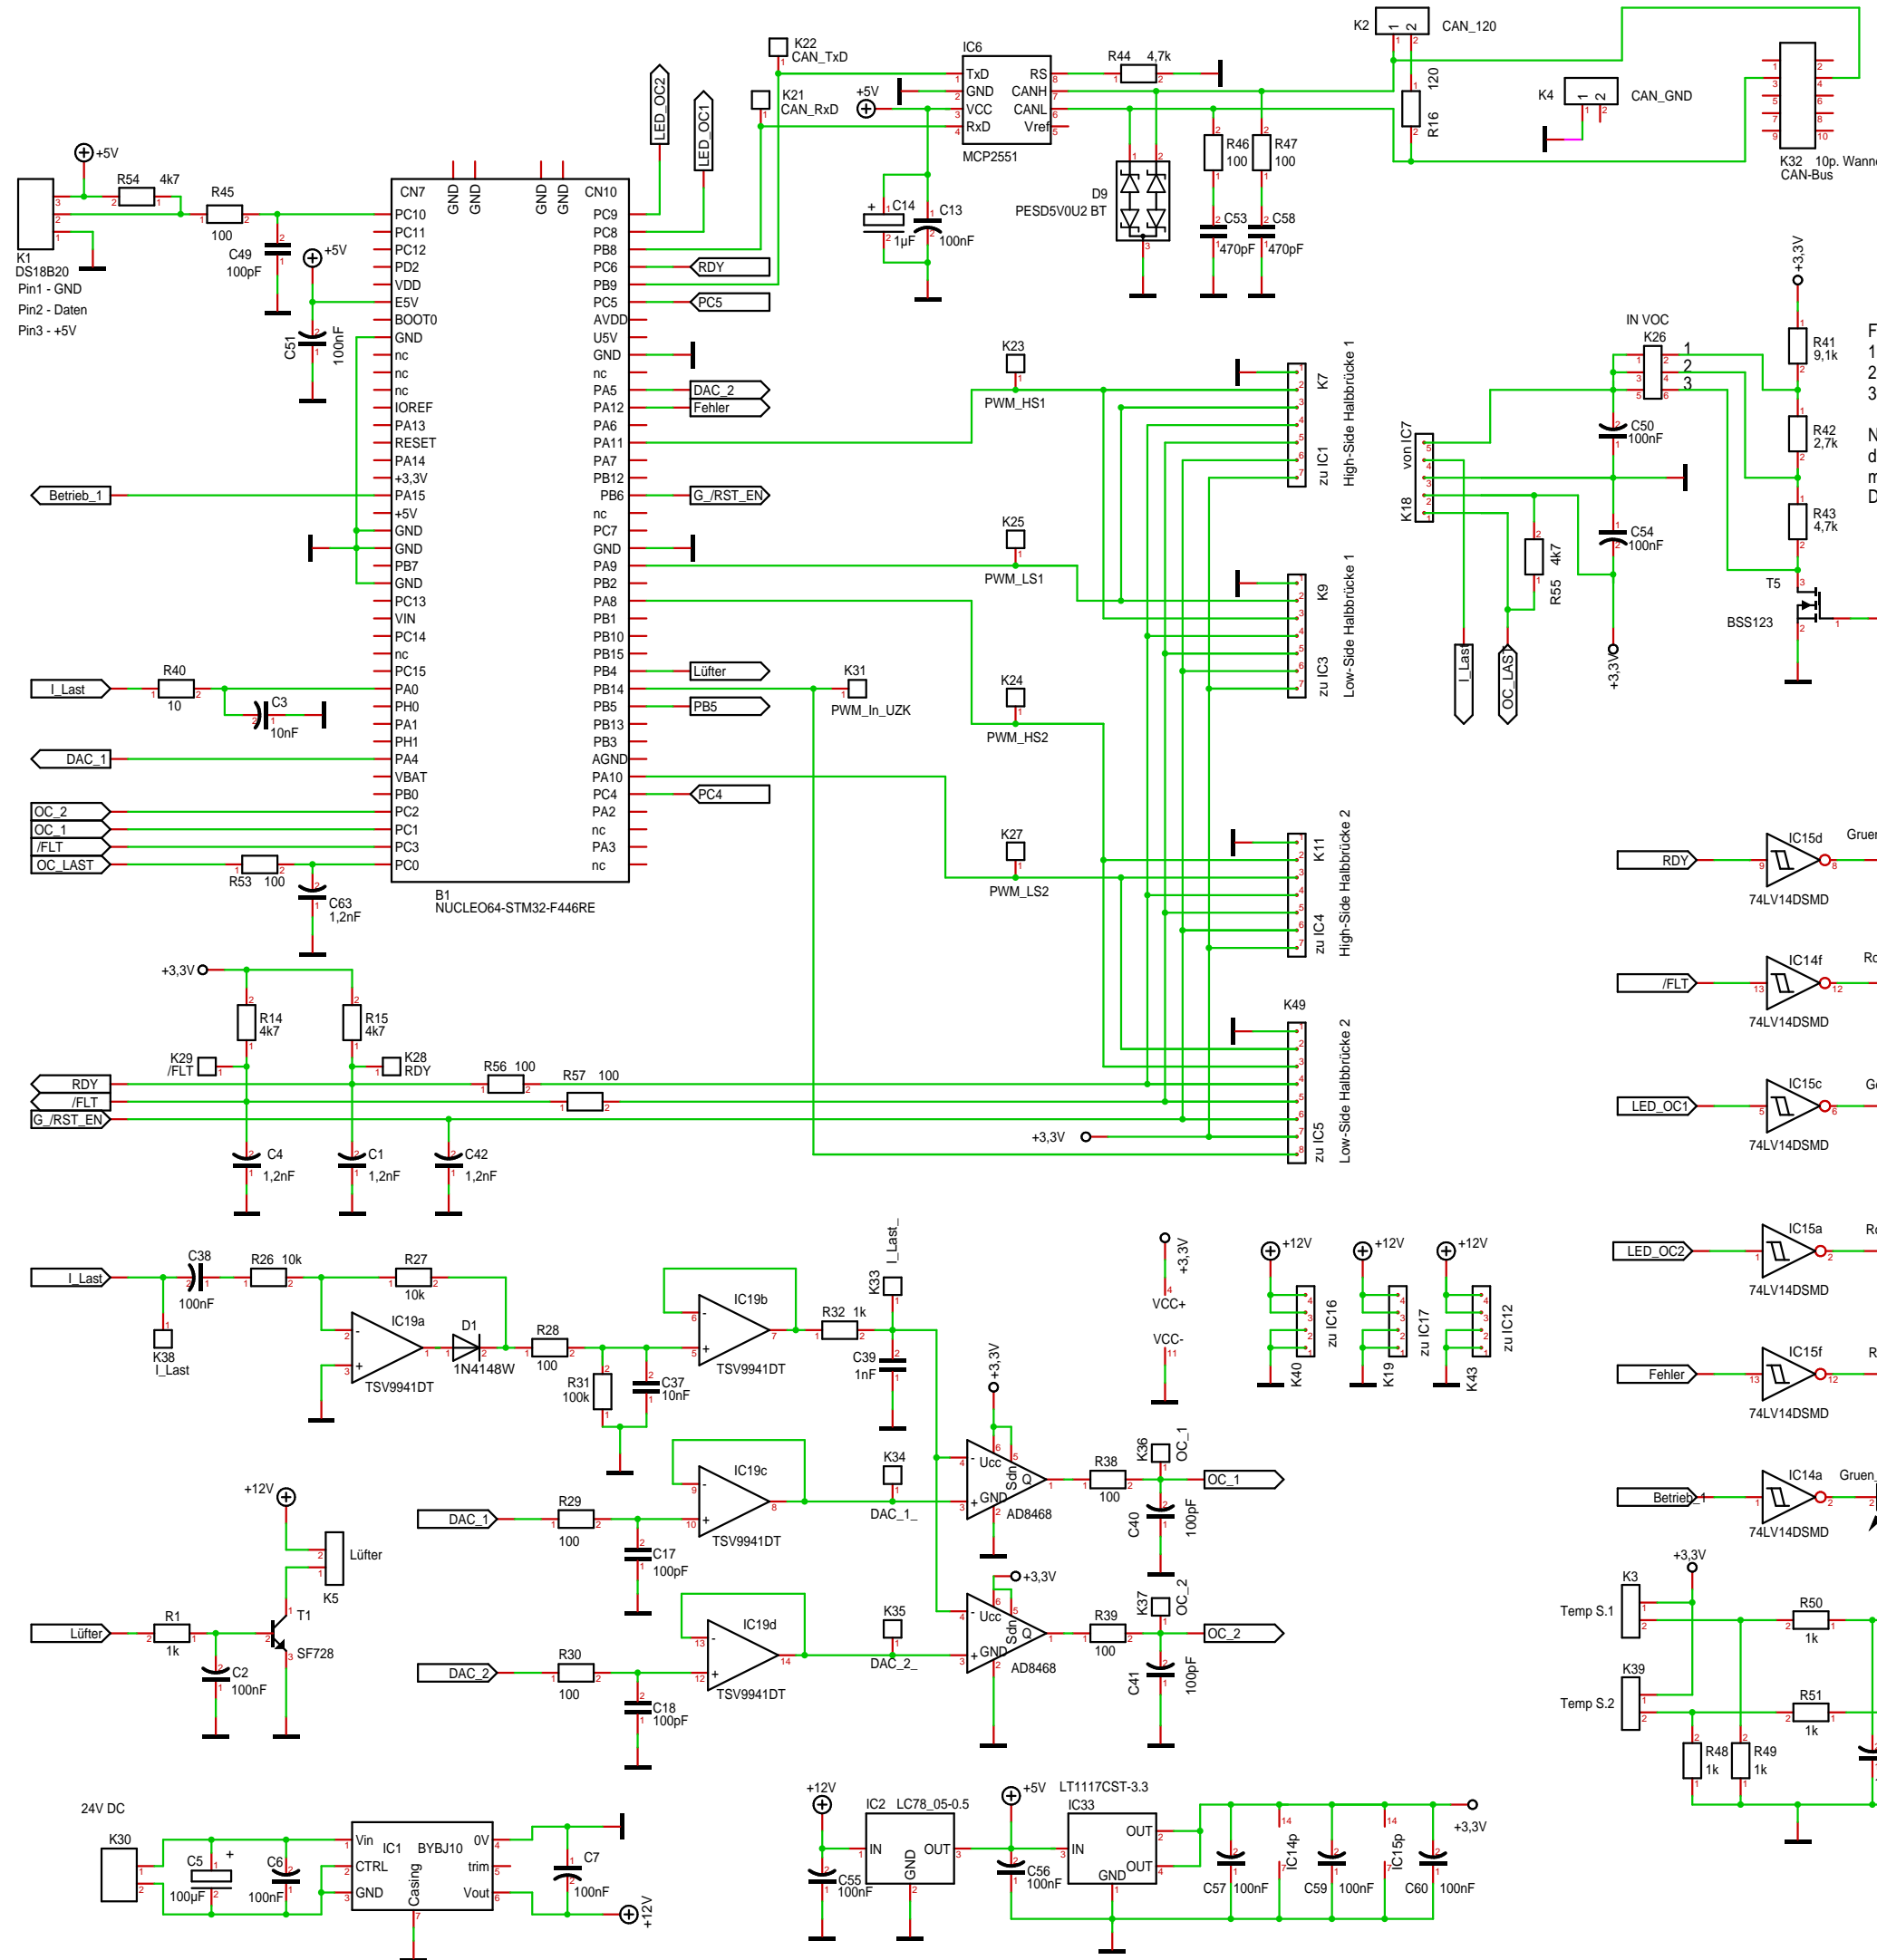 K22
CAN_TxD
K21
CAN_RxD
+5V
LED_OC2
LED_OC1
IC6
TxD
GND
VCC
RxD
RS
CANH
CANL
Vref
MCP2551
R44 4,7k
K2
CAN_120
120
R16
K4
CAN_GND
K32 10p.
CAN-Bus
D9
PESD5V0U2 BT
R46
100
R47
100
C53
470pF
C58
470pF
C14
1µF
C13
100nF
+5V
R54 4k7
R45
100
C49
100pF
K1
DS18B20
Pin1 - GND
Pin2 - Daten
Pin3 - +5V
+5V
C51
100nF
CN7
GND
GND
GND
GND
CN10
PC10
PC11
PC12
PD2
VDD
E5V
BOOT0
GND
nc
nc
nc
IOREF
PA13
RESET
PA14
+3,3V
PA15
+5V
GND
GND
PB7
GND
PC13
VIN
PC14
nc
PC15
PA0
PH0
PA1
PH1
PA4
VBAT
PB0
PC2
PC1
PC3
PC0
PC9
PC8
PB8
PC6
PB9
PC5
AVDD
U5V
GND
nc
PA5
PA12
PA6
PA11
PA7
PB12
PB6
nc
PC7
GND
PA9
PB2
PA8
PB1
PB10
PB15
PB4
PB14
PB5
PB13
PB3
AGND
PA10
PC4
PA2
nc
PA3
nc
B1
NUCLEO64-STM32-F446RE
RDY
PC5
DAC_2
Fehler
G_/RST_EN
Lüfter
PB5
PC4
K31
PWM_In_UZK
Betrieb_1
I_Last
R40
10
C3
10nF
DAC_1
OC_2
OC_1
/FLT
OC_LAST
R53 100
C63
1,2nF
K23
PWM_HS1
K25
PWM_LS1
K24
PWM_HS2
K27
PWM_LS2
K7
zu IC1
High-Side Halbbrücke 1
K9
zu IC3
Low-Side Halbbrücke 1
K11
zu IC4
High-Side Halbbrücke 2
K49
zu IC5
Low-Side Halbbrücke 2
+3,3V
IN VOC
K26
1
2
3
+3,3V
R41
9,1k
R42
2,7k
R43
4,7k
C50
100nF
C54
100nF
von IC7
K18
R55 4k7
+3,3V
I_Last
OC_LAST
T5
BSS123
+3,3V
R14
4k7
R15
4k7
K29
/FLT
K28
RDY
RDY
/FLT
G_/RST_EN
R56 100
R57 100
C4
1,2nF
C1
1,2nF
C42
1,2nF
RDY
IC15d
74LV14DSMD
/FLT
IC14f
74LV14DSMD
LED_OC1
IC15c
74LV14DSMD
LED_OC2
IC15a
74LV14DSMD
Fehler
IC15f
74LV14DSMD
Betrieb_1
IC14a
74LV14DSMD
Gruen_
I_Last
C38
100nF
K38
I_Last
R26 10k
R27
10k
IC19a
TSV9941DT
D1
1N4148W
R28
100
R31
100k
C37
10nF
IC19b
TSV9941DT
R32 1k
K33
I_Last_
C39
1nF
+3,3V
VCC+
VCC-
+12V
K40
zu IC16
+12V
K19
zu IC17
+12V
K43
zu IC12
DAC_1
R29
100
C17
100pF
IC19c
TSV9941DT
K34
DAC_1_
+3,3V
Ucc
Sdn
Q
GND
AD8468
R38
100
K36
OC_1
C40
100pF
OC_1
DAC_2
R30
100
C18
100pF
IC19d
TSV9941DT
K35
DAC_2_
+3,3V
Ucc
Sdn
Q
GND
AD8468
R39
100
K37
OC_2
C41
100pF
OC_2
+12V
Lüfter
K5
T1
SF728
Lüfter
R1
1k
C2
100nF
+3,3V
K3
Temp S.1
K39
Temp S.2
R50
1k
R51
1k
R48
1k
R49
1k
24V DC
K30
C5
100µF
C6
100nF
IC1 BYBJ10
Vin
CTRL
GND
0V
trim
Vout
Casing
C7
100nF
+12V
+12V
IC2 LC78_05-0.5
IN
OUT
GND
C55
100nF
+5V
C56
100nF
LT1117CST-3.3
IC33
IN
OUT
OUT
GND
C57 100nF
IC14p
C59 100nF
IC15p
C60 100nF
+3,3V